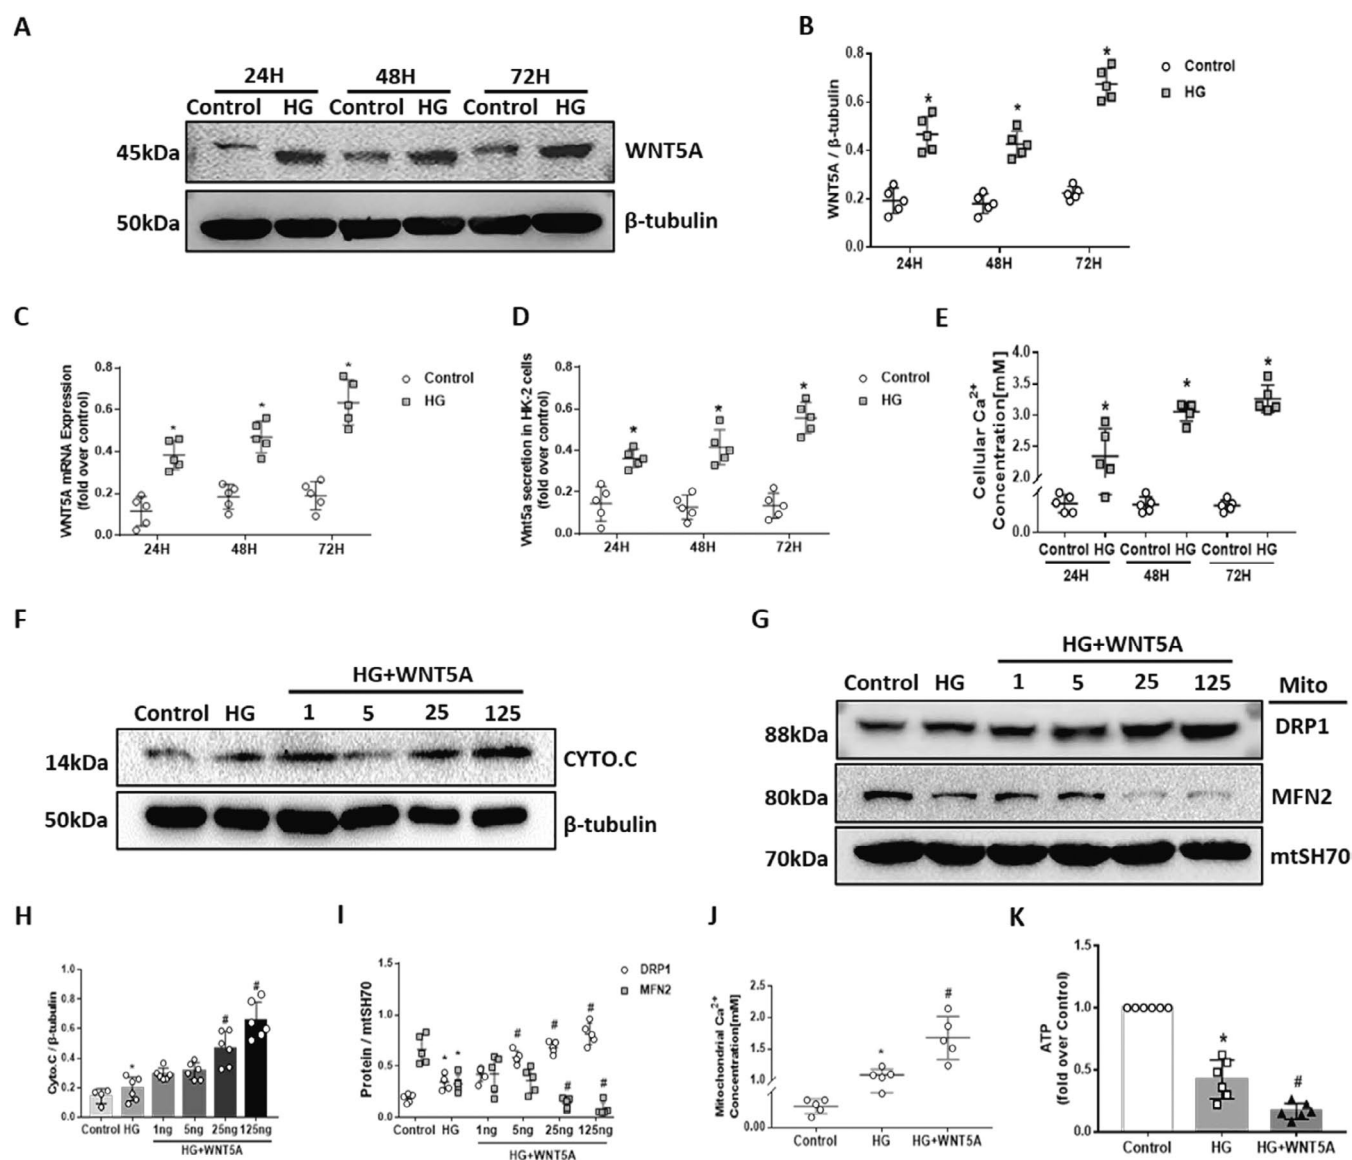 A
24H 48H 72H
Control HG Control HG Control HG
45kDa WNT5A
50kDa β-tubulin
B
WNT5A / β-tubulin
0.8
0.6
0.4
0.2
0.0
* * *
24H 48H 72H
Control
HG
C
WNT5A mRNA Expression
(fold over control)
0.8
0.6
0.4
0.2
0.0
* * *
24H 48H 72H
Control
HG
D
Wnt5a secretion in HK-2 cells
(fold over control)
0.8
0.6
0.4
0.2
0.0
* * *
24H 48H 72H
Control
HG
E
Cellular Ca²⁺
Concentration[mM]
4.0
3.5
3.0
2.5
2.0
0.0
* * *
Control HG Control HG Control HG
24H 48H 72H
F
HG+WNT5A
Control HG 1 5 25 125
14kDa CYTO.C
50kDa β-tubulin
G
HG+WNT5A
Control HG 1 5 25 125 Mito
88kDa DRP1
80kDa MFN2
70kDa mtSH70
H
Cyto.C / β-tubulin
1.0
0.8
0.6
0.4
0.2
0.0
* # #
Control HG 1ng 5ng 25ng 125ng
HG+WNT5A
I
Protein / mtSH70
1.5
1.0
0.5
0.0
* * # # # # #
Control HG 1ng 5ng 25ng 125ng
HG+WNT5A
DRP1
MFN2
J
Mitochondrial Ca²⁺
Concentration[mM]
2.5
2.0
1.5
1.0
0.00
* #
Control HG HG+WNT5A
K
ATP
(fold over Control)
1.5
1.0
0.5
0.0
* #
Control HG HG+WNT5A